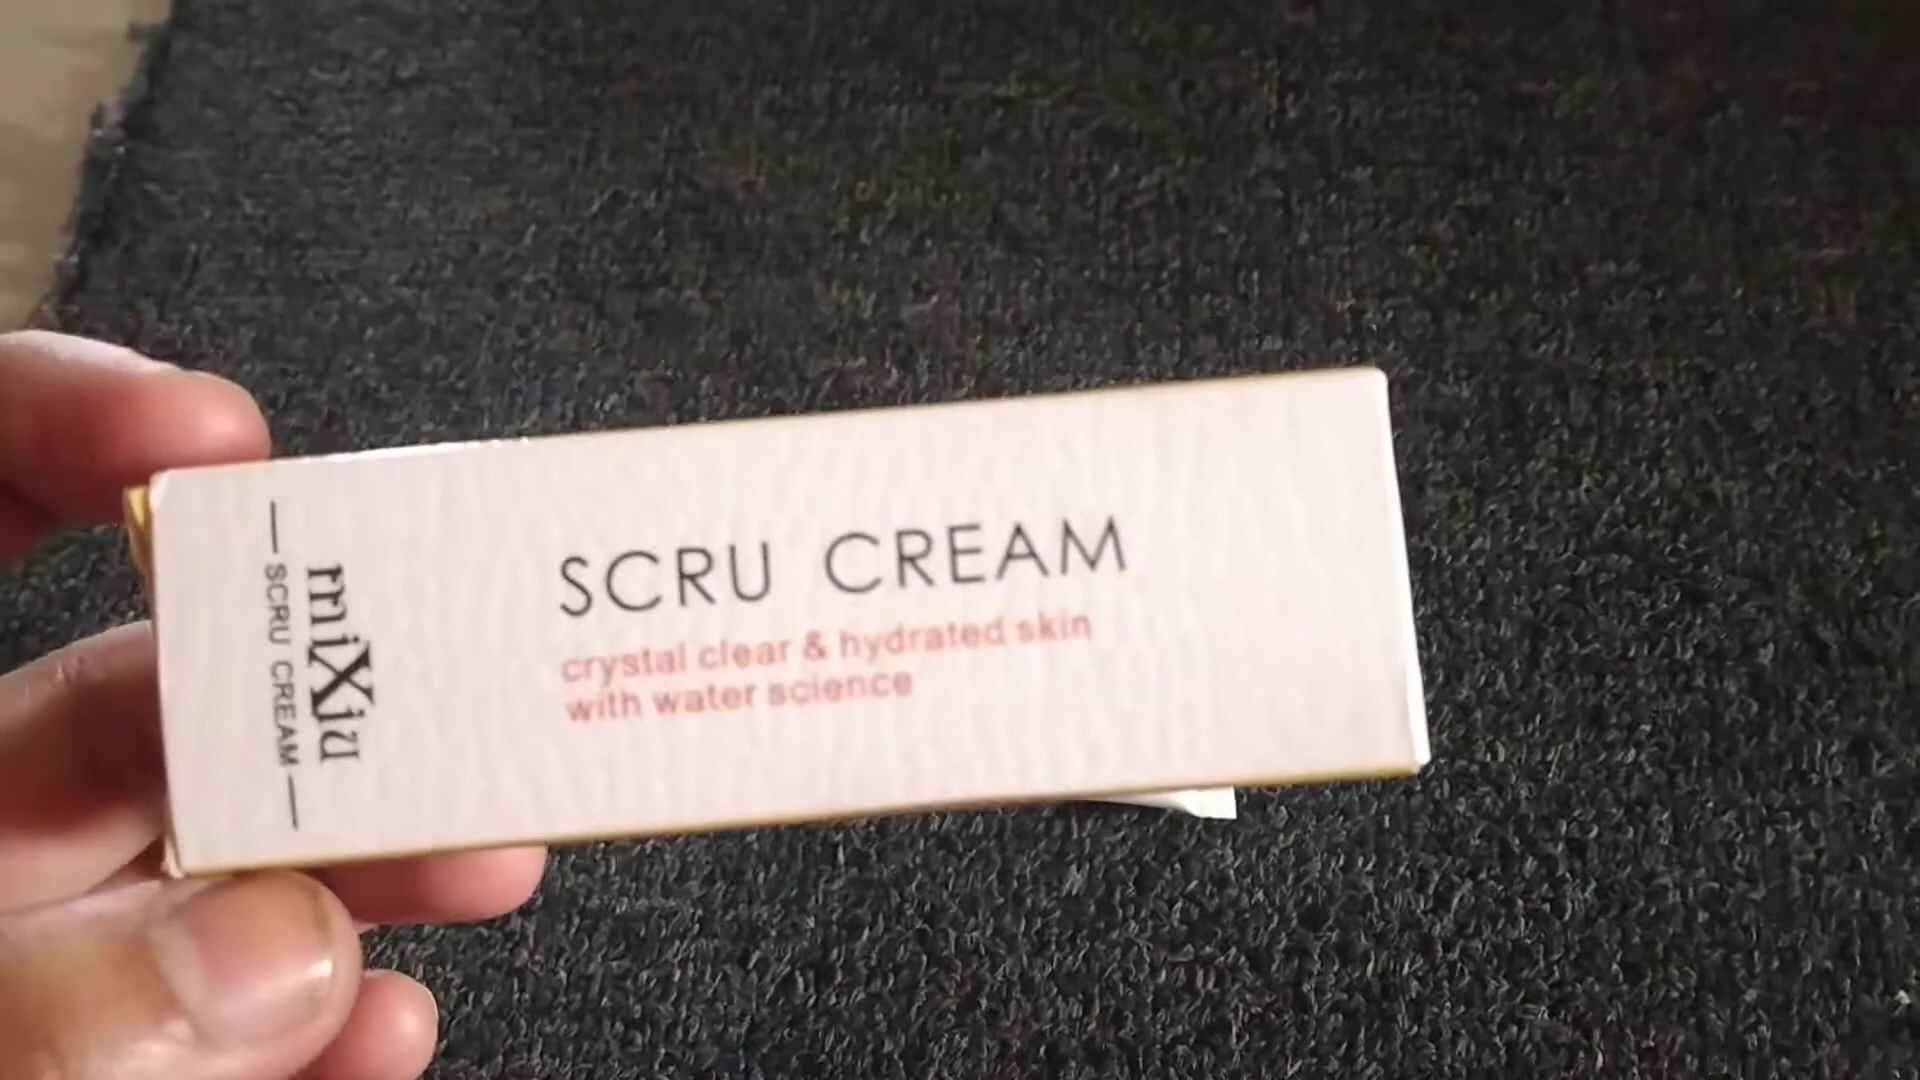 miXiu
SCRU CREAM
SCRU CREAM
crystal clear & hydrated skin
with water science